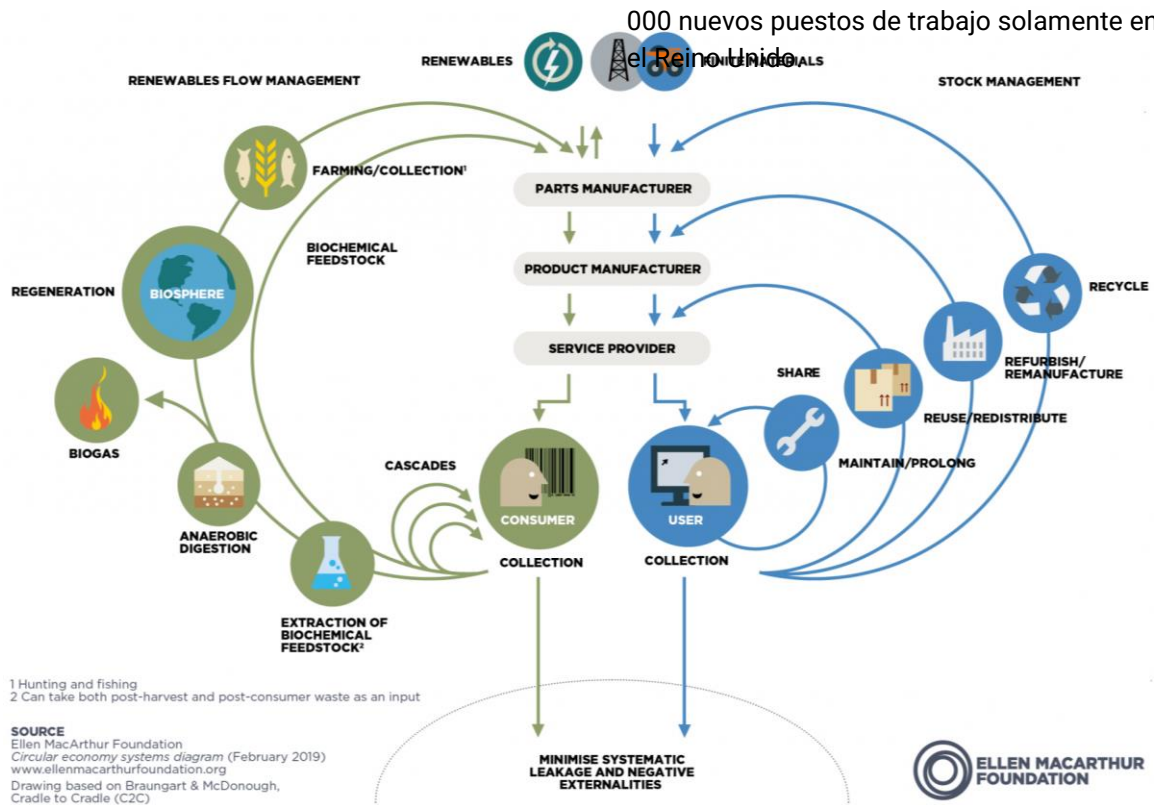 000 nuevos puestos de trabajo solamente en
el Reino Unido.
RENEWABLES
FINITE MATERIALS
RENEWABLES FLOW MANAGEMENT
STOCK MANAGEMENT
FARMING/COLLECTION¹
PARTS MANUFACTURER
BIOCHEMICAL
FEEDSTOCK
PRODUCT MANUFACTURER
REGENERATION
BIOSPHERE
RECYCLE
SERVICE PROVIDER
SHARE
REFURBISH/
REMANUFACTURE
REUSE/REDISTRIBUTE
BIOGAS
CASCADES
MAINTAIN/PROLONG
CONSUMER
USER
ANAEROBIC
DIGESTION
COLLECTION
COLLECTION
EXTRACTION OF
BIOCHEMICAL
FEEDSTOCK²
1 Hunting and fishing
2 Can take both post-harvest and post-consumer waste as an input
SOURCE
Ellen MacArthur Foundation
Circular economy systems diagram (February 2019)
www.ellenmacarthurfoundation.org
Drawing based on Braungart & McDonough,
Cradle to Cradle (C2C)
MINIMISE SYSTEMATIC
LEAKAGE AND NEGATIVE
EXTERNALITIES
ELLEN MACARTHUR
FOUNDATION